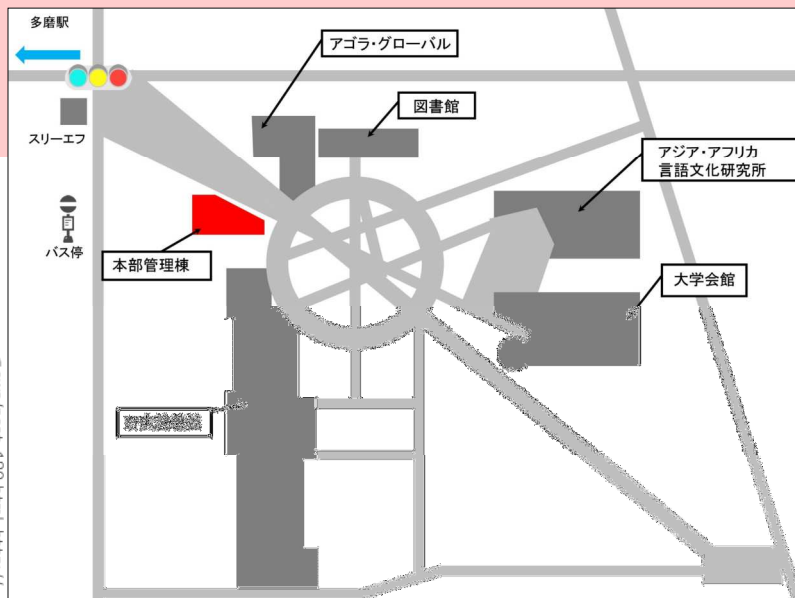 多磨駅
アゴラ・グローバル
図書館
スリーエフ
アジア・アフリカ
言語文化研究所
バス停
本部管理棟
大学会館